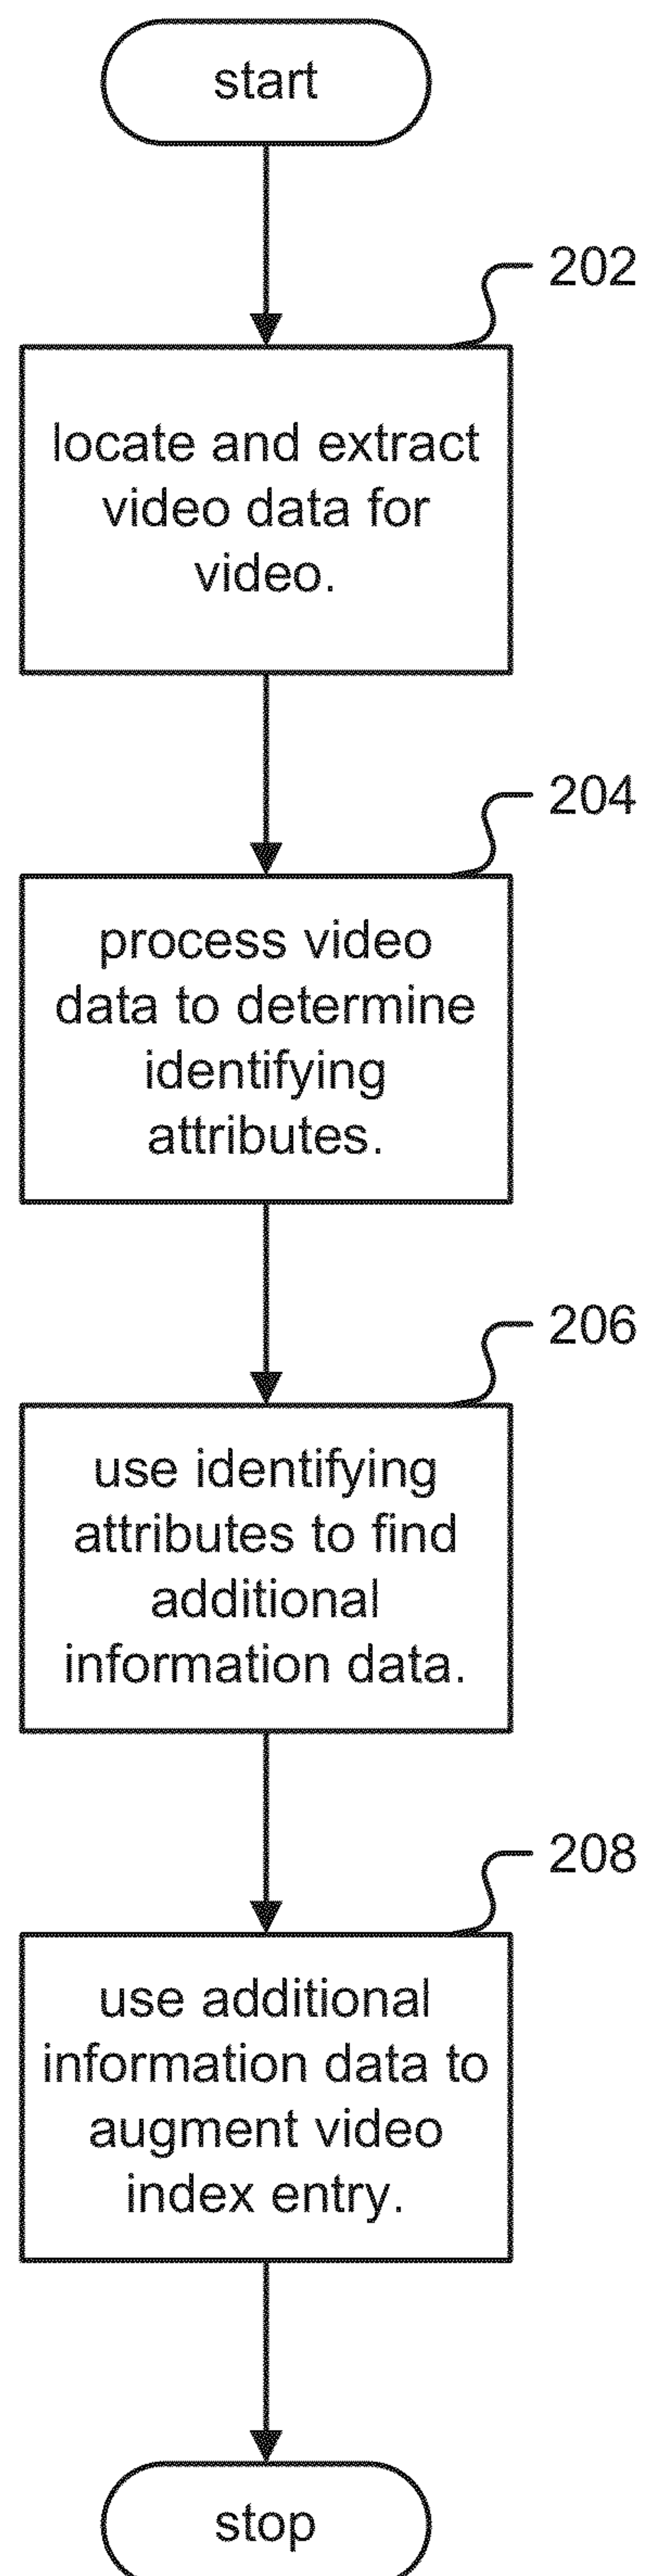 start
202
locate and extract
video data for
video.
204
process video
data to determine
identifying
attributes.
206
use identifying
attributes to find
additional
information data.
208
use additional
information data to
augment video
index entry.
stop